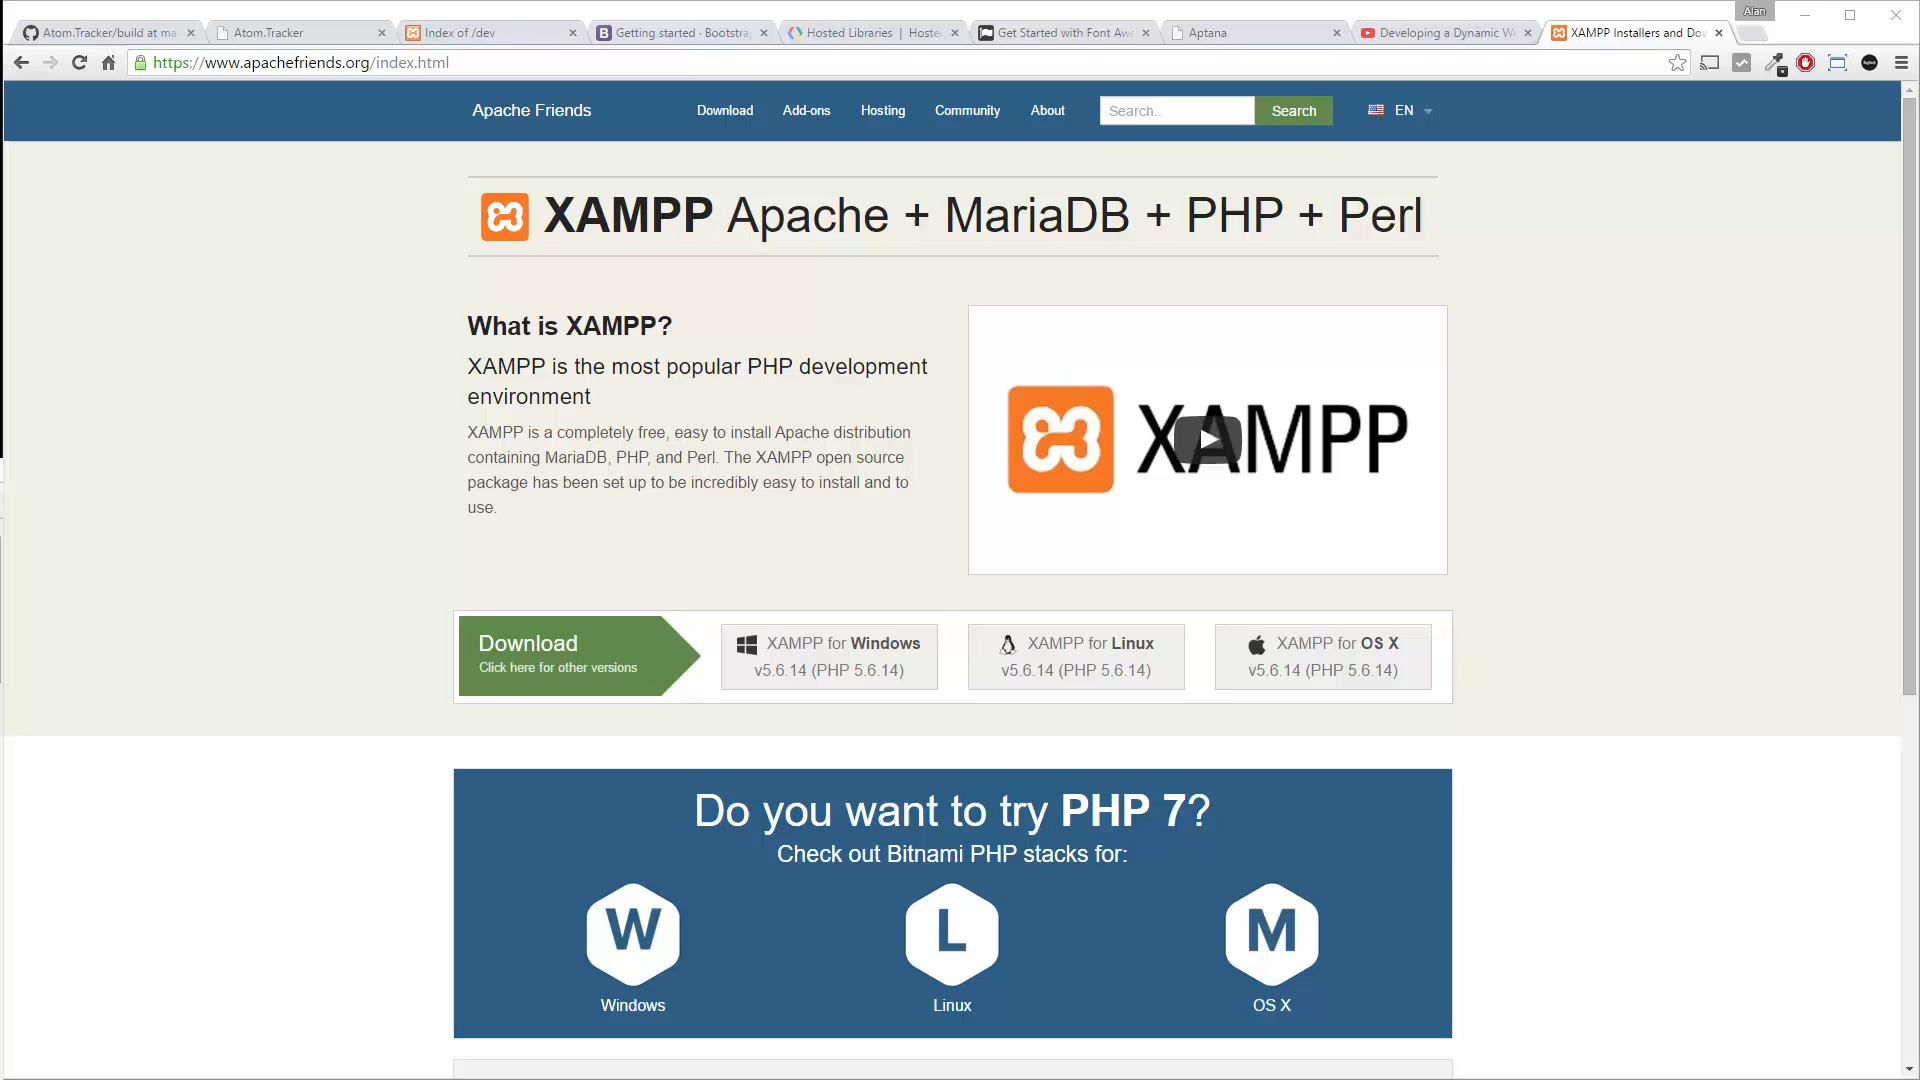 Alan
Atom.Tracker/build at ma
Atom.Tracker
Index of /dev
Getting started · Bootstra
Hosted Libraries | Hoste
Get Started with Font Awe
Aptana
Developing a Dynamic W
XAMPP Installers and Dov
https://www.apachefriends.org/index.html
Apache Friends
Download
Add-ons
Hosting
Community
About
Search..
Search
EN
XAMPP Apache + MariaDB + PHP + Perl
What is XAMPP?
XAMPP is the most popular PHP development
environment
XAMPP is a completely free, easy to install Apache distribution
containing MariaDB, PHP, and Perl. The XAMPP open source
package has been set up to be incredibly easy to install and to
use.
XAMPP
Download
Click here for other versions
XAMPP for Windows
v5.6.14 (PHP 5.6.14)
XAMPP for Linux
v5.6.14 (PHP 5.6.14)
XAMPP for OS X
v5.6.14 (PHP 5.6.14)
Do you want to try PHP 7?
Check out Bitnami PHP stacks for:
W
L
M
Windows
Linux
OS X